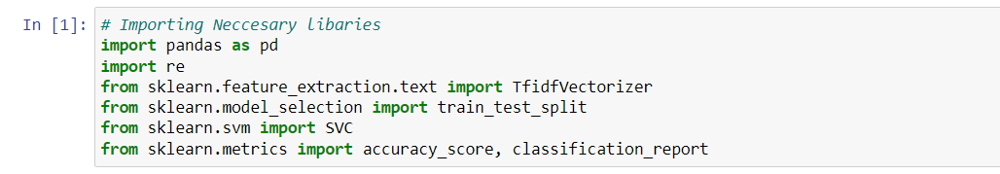 In [1]: # Importing Neccesary libaries
import pandas as pd
import re
from sklearn.feature_extraction.text import TfidfVectorizer
from sklearn.model_selection import train_test_split
from sklearn.svm import SVC
from sklearn.metrics import accuracy_score, classification_report